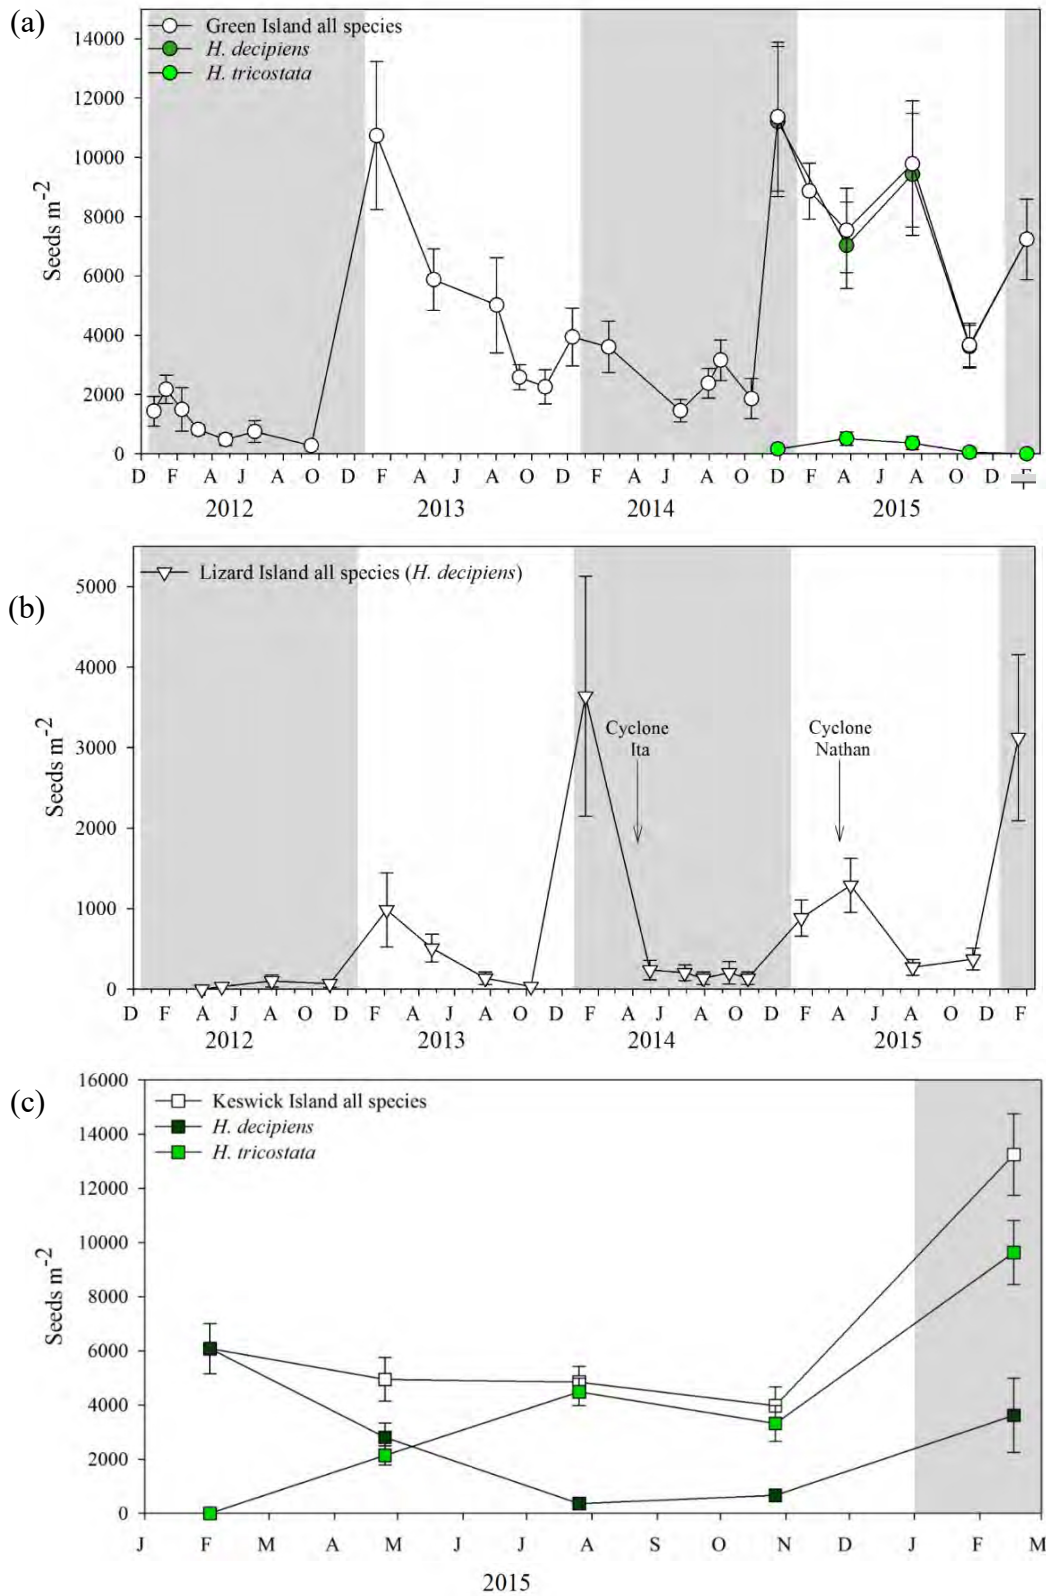 (a)
Green Island all species
H. decipiens
H. tricostata
14000
12000
10000
8000
6000
4000
2000
0
Seeds m-2
D F A J A O D F A J A O D F A J A O D F A J A O D F
2012 2013 2014 2015
(b)
Lizard Island all species (H. decipiens)
5000
4000
3000
2000
1000
0
Seeds m-2
Cyclone
Ita
Cyclone
Nathan
D F A J A O D F A J A O D F A J A O D F A J A O D F
2012 2013 2014 2015
(c)
Keswick Island all species
H. decipiens
H. tricostata
16000
14000
12000
10000
8000
6000
4000
2000
0
Seeds m-2
J F M A M J J A S O N D J F M
2015